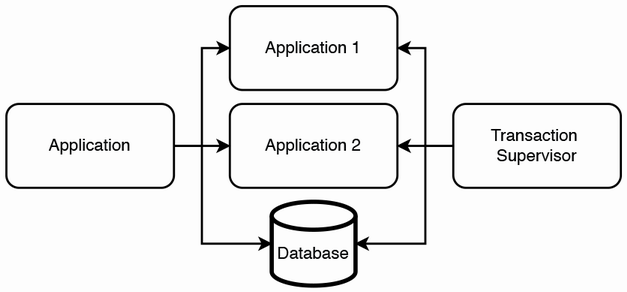 Application 1
Application
Application 2
Transaction
Supervisor
Database